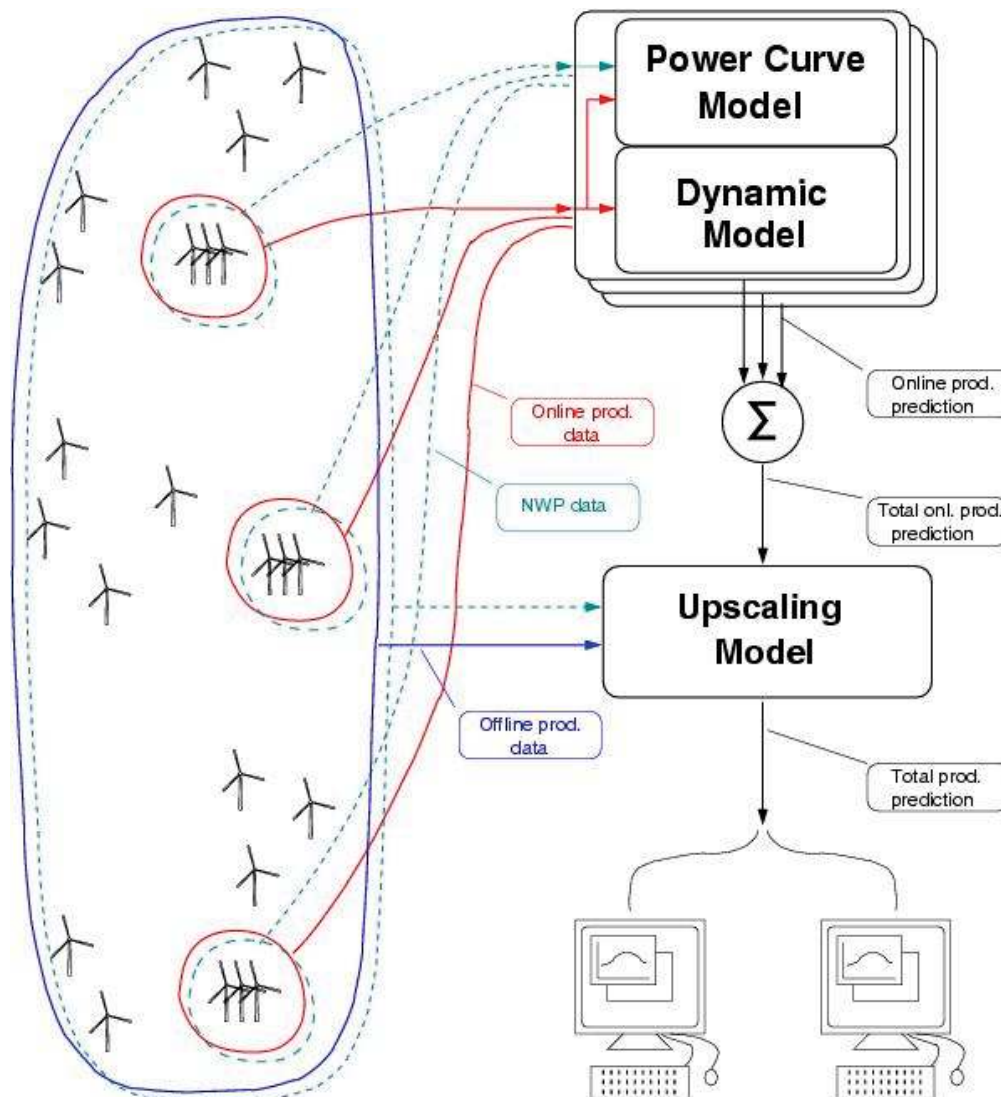 Power Curve
Model
Dynamic
Model
Online prod.
prediction
Online prod.
data
Σ
NWP data
Total onl. prod.
prediction
Upscaling
Model
Offline prod.
data
Total prod.
prediction